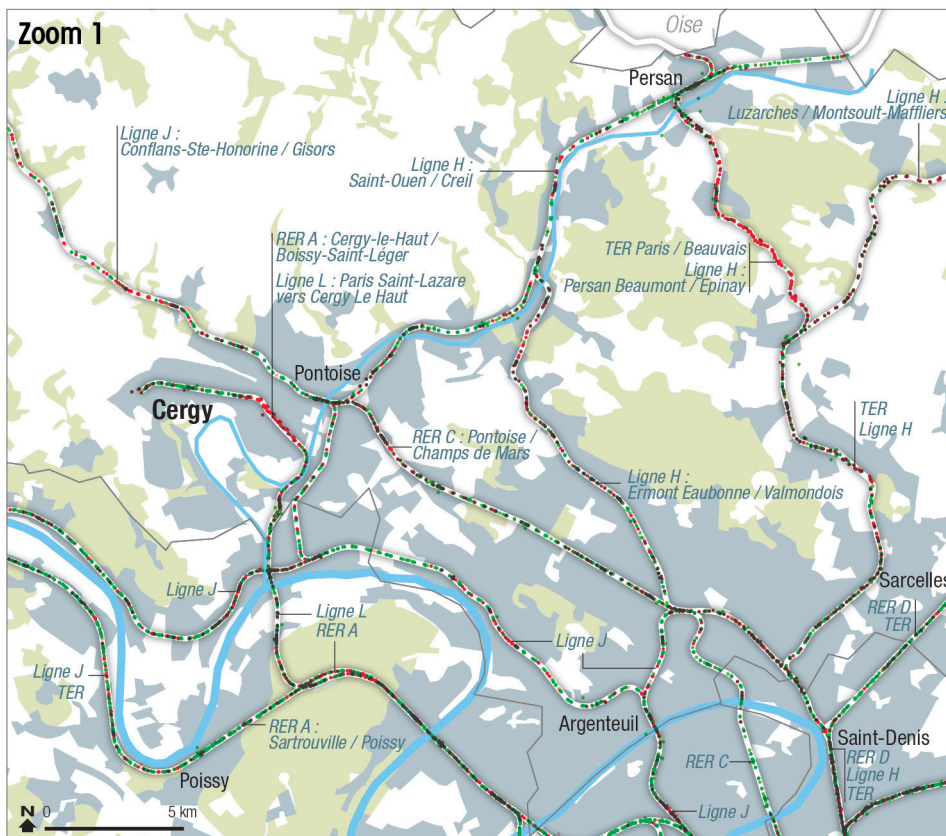 Zoom 1
Oise
Persan
Ligne H :
Luzarches / Montsoult-Maffliers
Ligne J :
Conflans-Ste-Honorine / Gisors
Ligne H :
Saint-Ouen / Creil
RER A : Cergy-le-Haut /
Boissy-Saint-Léger
Ligne L : Paris Saint-Lazare
vers Cergy Le Haut
TER Paris / Beauvais
Ligne H :
Persan Beaumont / Epinay
Pontoise
Cergy
TER
Ligne H
RER C : Pontoise /
Champs de Mars
Ligne H :
Ermont Eaubonne / Valmondois
Ligne J
Sarcelles
RER D
TER
Ligne L
RER A
Ligne J
Ligne J
TER
RER A :
Sartrouville / Poissy
Argenteuil
Saint-Denis
RER D
Ligne H
TER
RER C
Poissy
Ligne J
N 0 5 km